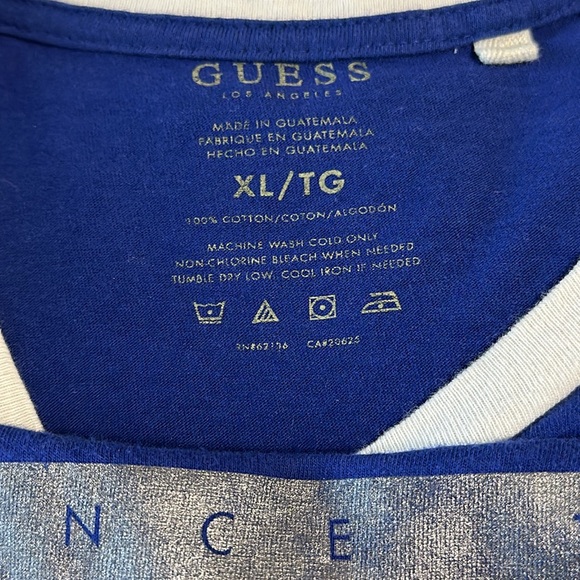 GUESS
LOS ANGELES
MADE IN GUATEMALA
FABRIQUE EN GUATEMALA
HECHO EN GUATEMALA
XL/TG
100% COTTON/COTON/ALGODÓN
MACHINE WASH COLD ONLY
NON-CHLORINE BLEACH WHEN NEEDED
TUMBLE DRY LOW, COOL IRON IF NEEDED
RN#62136 CA#20625
N C E